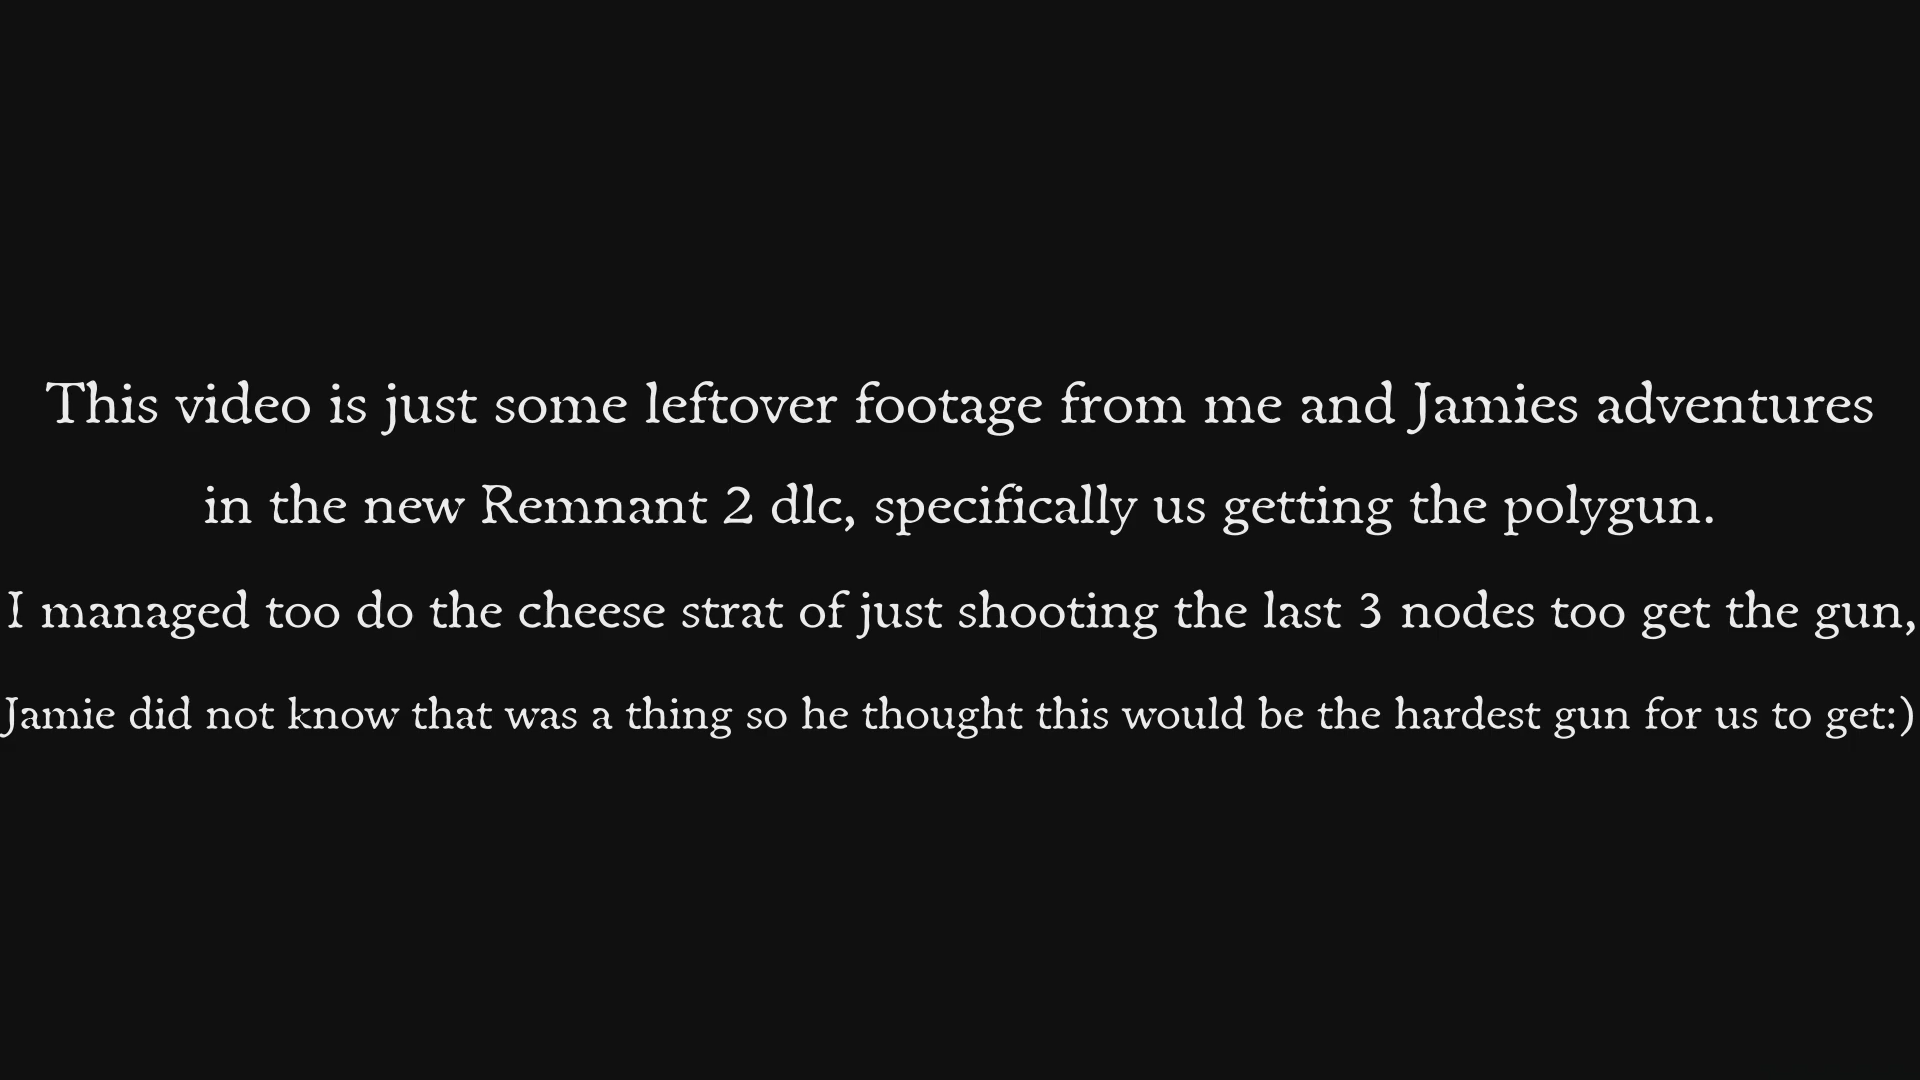 This video is just some leftover footage from me and Jamies adventures
in the new Remnant 2 dlc, specifically us getting the polygun.
I managed too do the cheese strat of just shooting the last 3 nodes too get the gun,
Jamie did not know that was a thing so he thought this would be the hardest gun for us to get:)